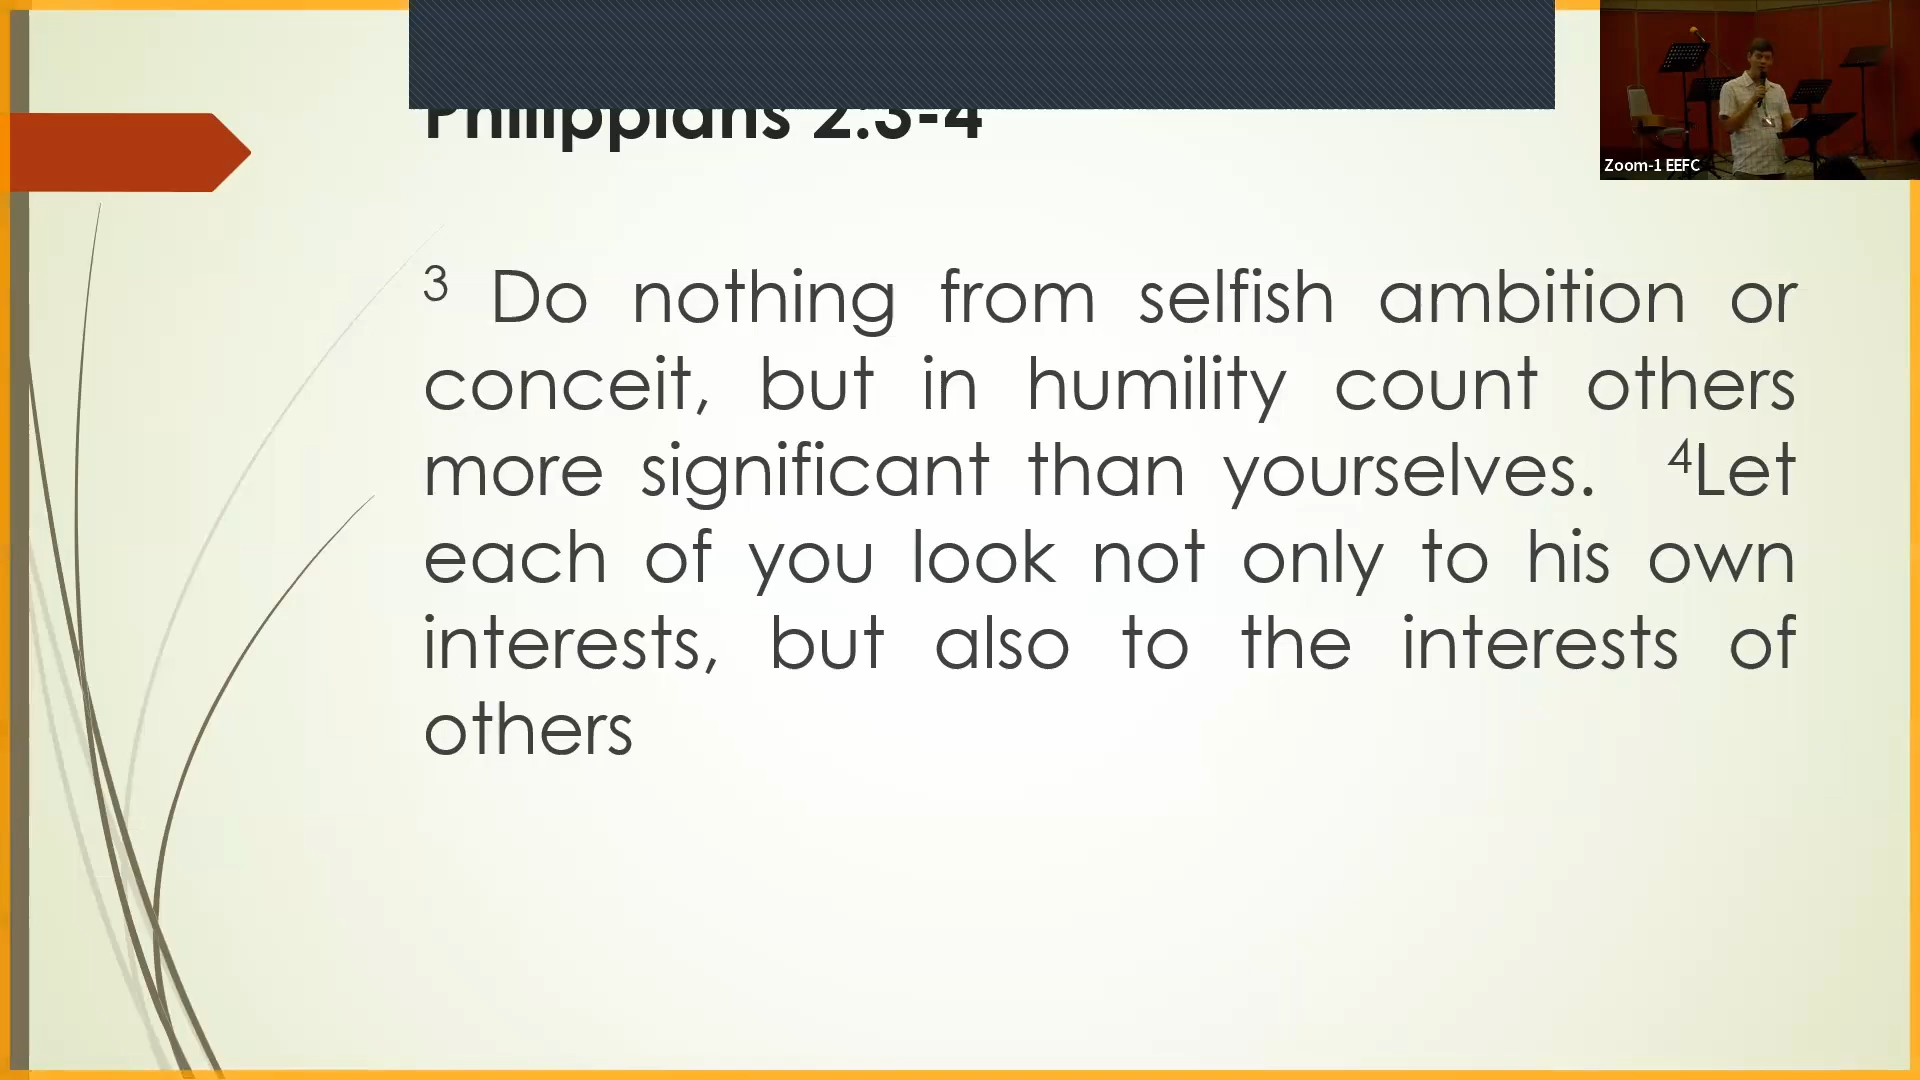 Philippians 2:3-4
Zoom-1 EEFC
3 Do nothing from selfish ambition or
conceit, but in humility count others
more significant than yourselves. 4Let
each of you look not only to his own
interests, but also to the interests of
others